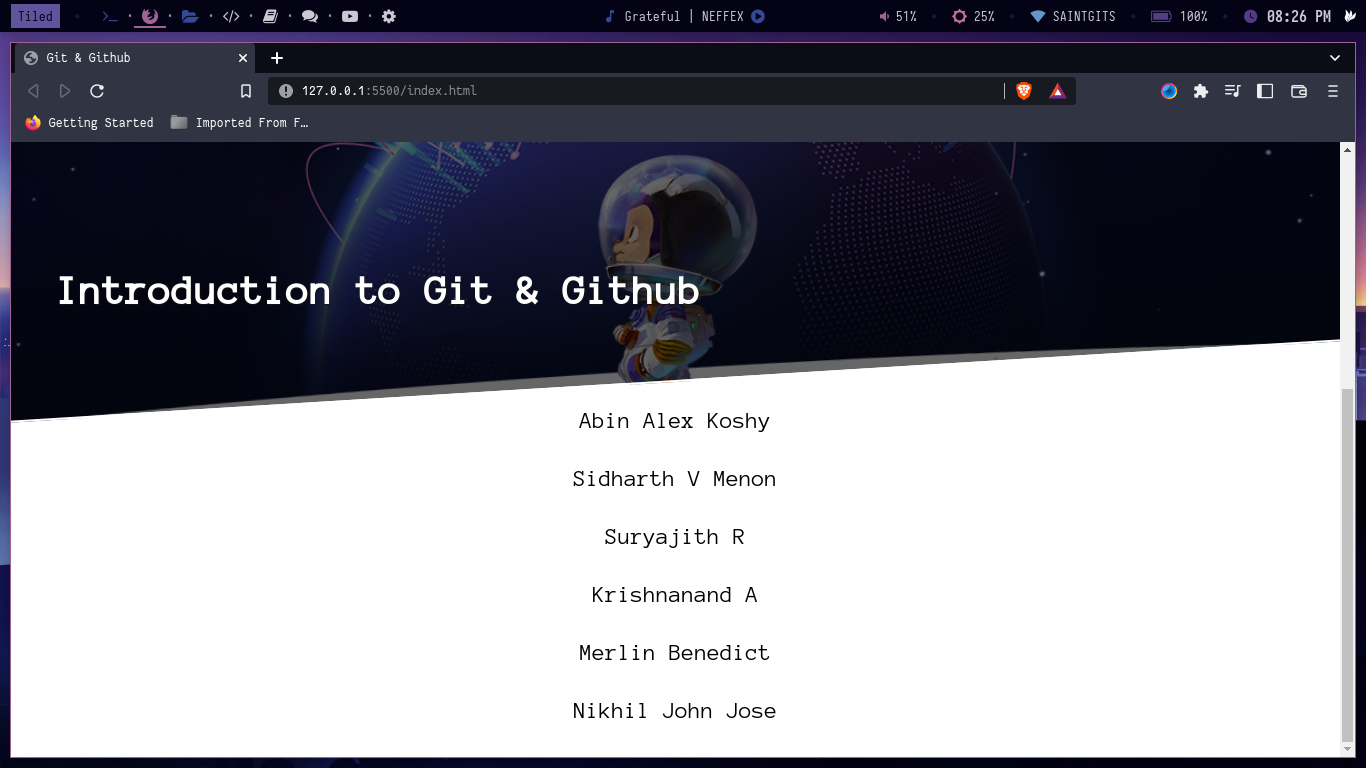 Tiled
Grateful | NEFFEX
51%
25%
SAINTGITS
100%
08:26 PM
Git & Github
127.0.0.1:5500/index.html
Getting Started
Imported From F…
Introduction to Git & Github
Abin Alex Koshy
Sidharth V Menon
Suryajith R
Krishnanand A
Merlin Benedict
Nikhil John Jose